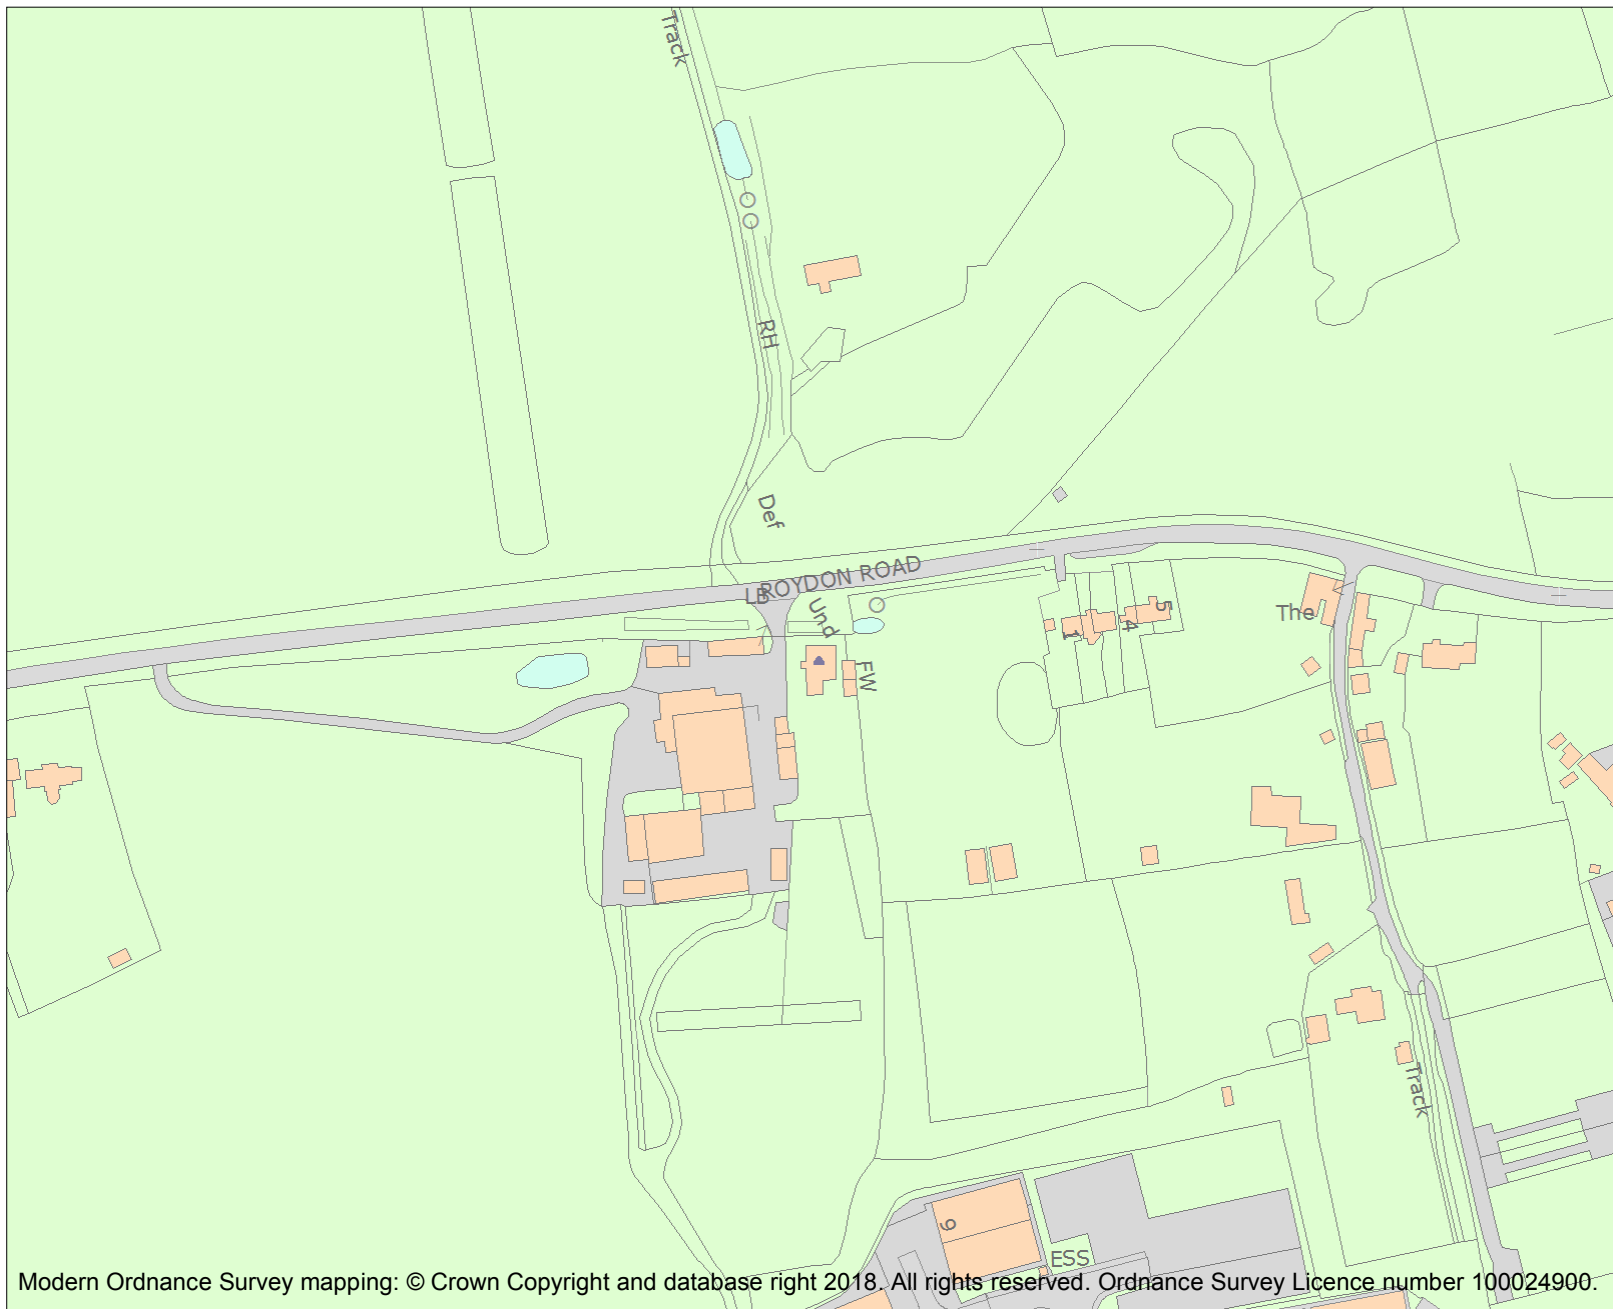 Track
RH
Def
ROYDON ROAD
LB
Und
The
1
4
5
FW
Track
9
ESS
Modern Ordnance Survey mapping: © Crown Copyright and database right 2018. All rights reserved. Ordnance Survey Licence number 100024900.